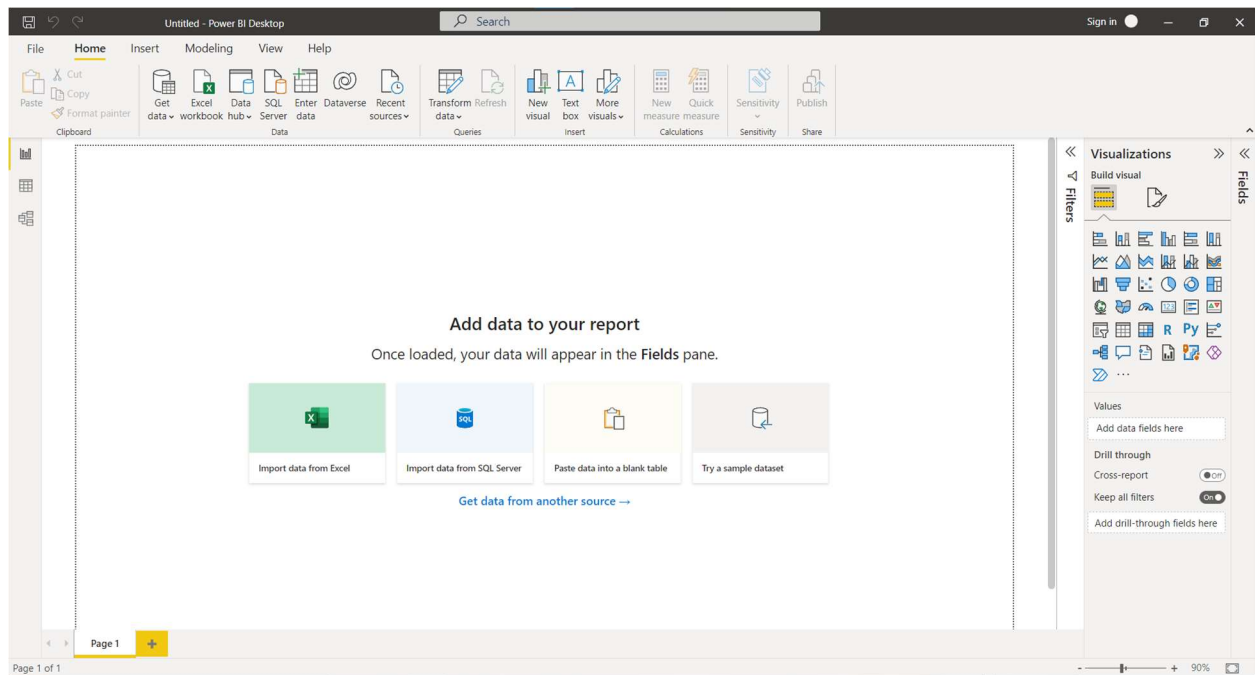 Untitled - Power BI Desktop
Search
Sign in
File Home Insert Modeling View Help
Paste
Cut
Copy
Format painter
Clipboard
Get data
Excel workbook
Data hub
SQL Server
Enter data
Dataverse
Recent sources
Data
Transform data
Refresh
Queries
New visual
Text box
More visuals
Insert
New measure
Quick measure
Calculations
Sensitivity
Sensitivity
Publish
Share
Add data to your report
Once loaded, your data will appear in the Fields pane.
X
SQL
Import data from Excel
Import data from SQL Server
Paste data into a blank table
Try a sample dataset
Get data from another source →
Filters
Visualizations
Build visual
123
R
Py
...
Values
Add data fields here
Drill through
Cross-report
Off
Keep all filters
On
Add drill-through fields here
Fields
Page 1
+
Page 1 of 1
- + 90%